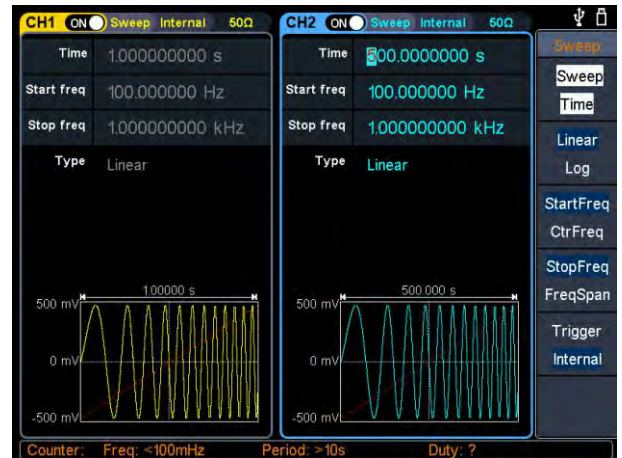 CH1 ON Sweep Internal 50Ω
Time 1.000000000 s
Start freq 100.000000 Hz
Stop freq 1.000000000 kHz
Type Linear
1.00000 s
500 mV
0 mV
-500 mV
CH2 ON Sweep Internal 50Ω
Time 500.0000000 s
Start freq 100.000000 Hz
Stop freq 1.000000000 kHz
Type Linear
500.000 s
500 mV
0 mV
-500 mV
Sweep
Sweep
Time
Linear
Log
StartFreq
CtrFreq
StopFreq
FreqSpan
Trigger
Internal
Counter: Freq: <100mHz Period: >10s Duty: ?